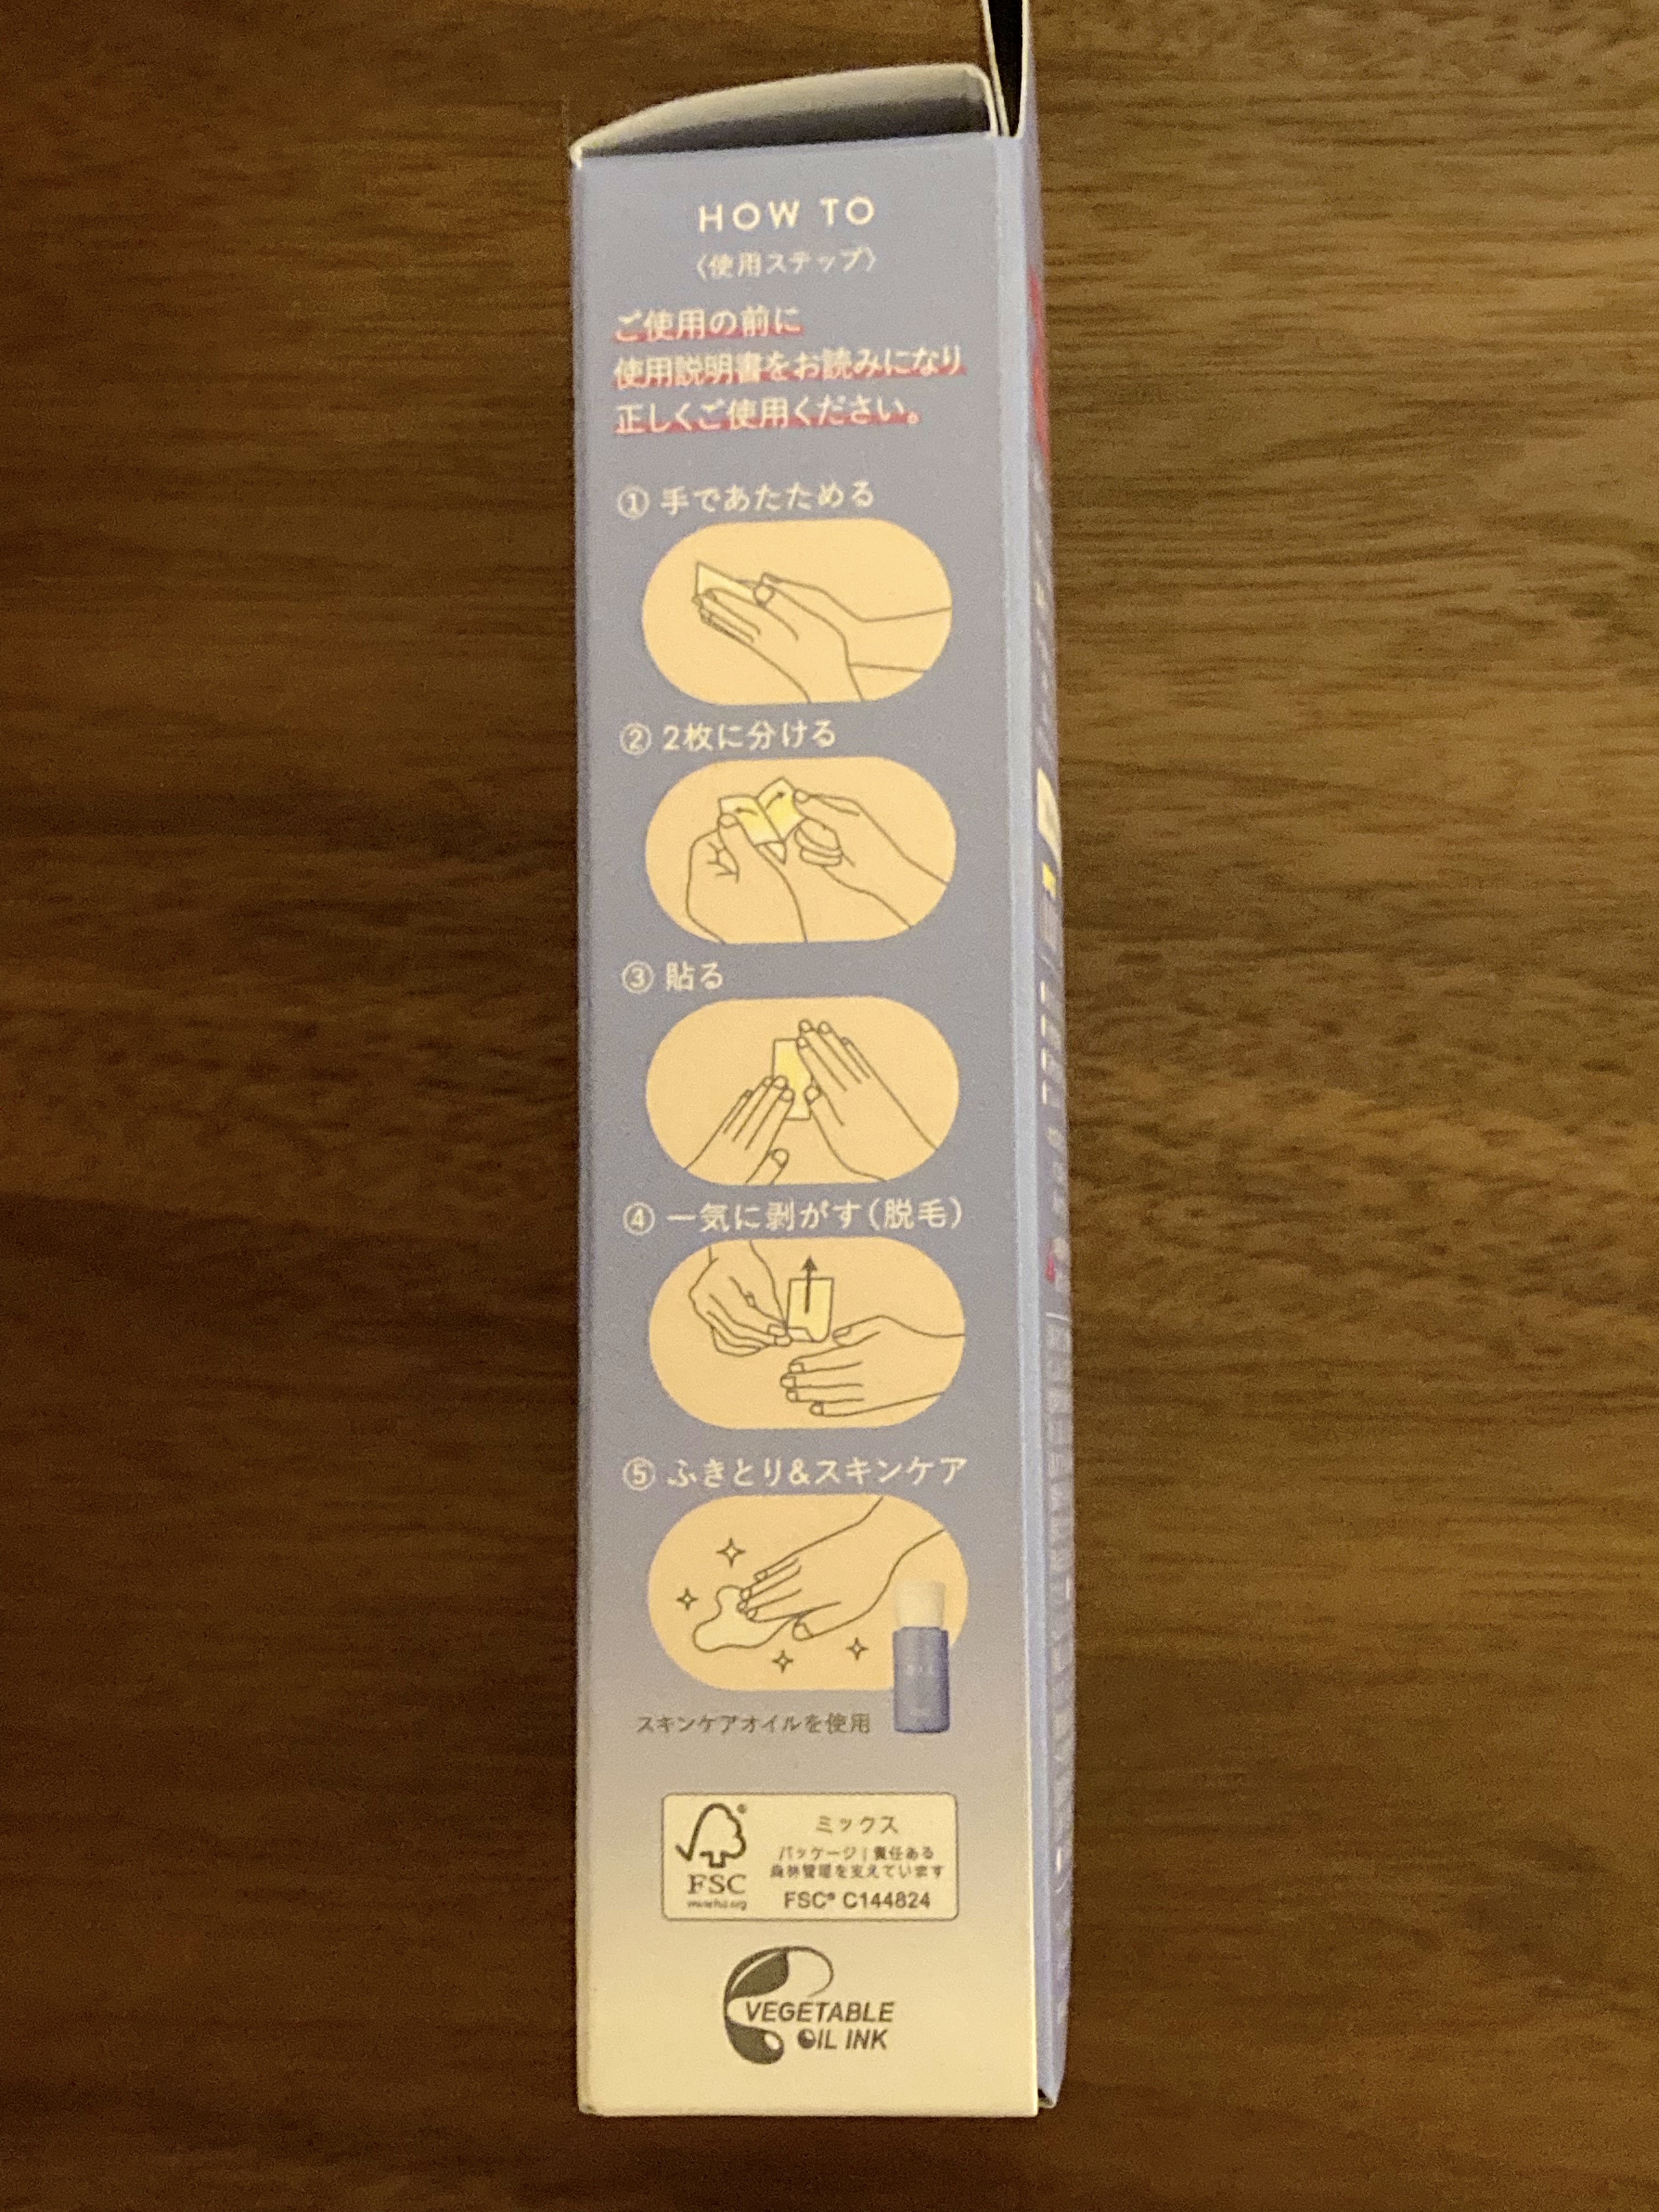 HOW TO
〈使用ステップ〉
ご使用の前に
使用説明書をお読みになり
正しくご使用ください。
① 手であたためる
② 2枚に分ける
③ 貼る
④ 一気に剥がす(脱毛)
⑤ ふきとり&スキンケア
スキンケアオイルを使用
FSC
ミックス
パッケージ | 責任ある
森林管理を支えています
FSC® C144824
VEGETABLE
OIL INK